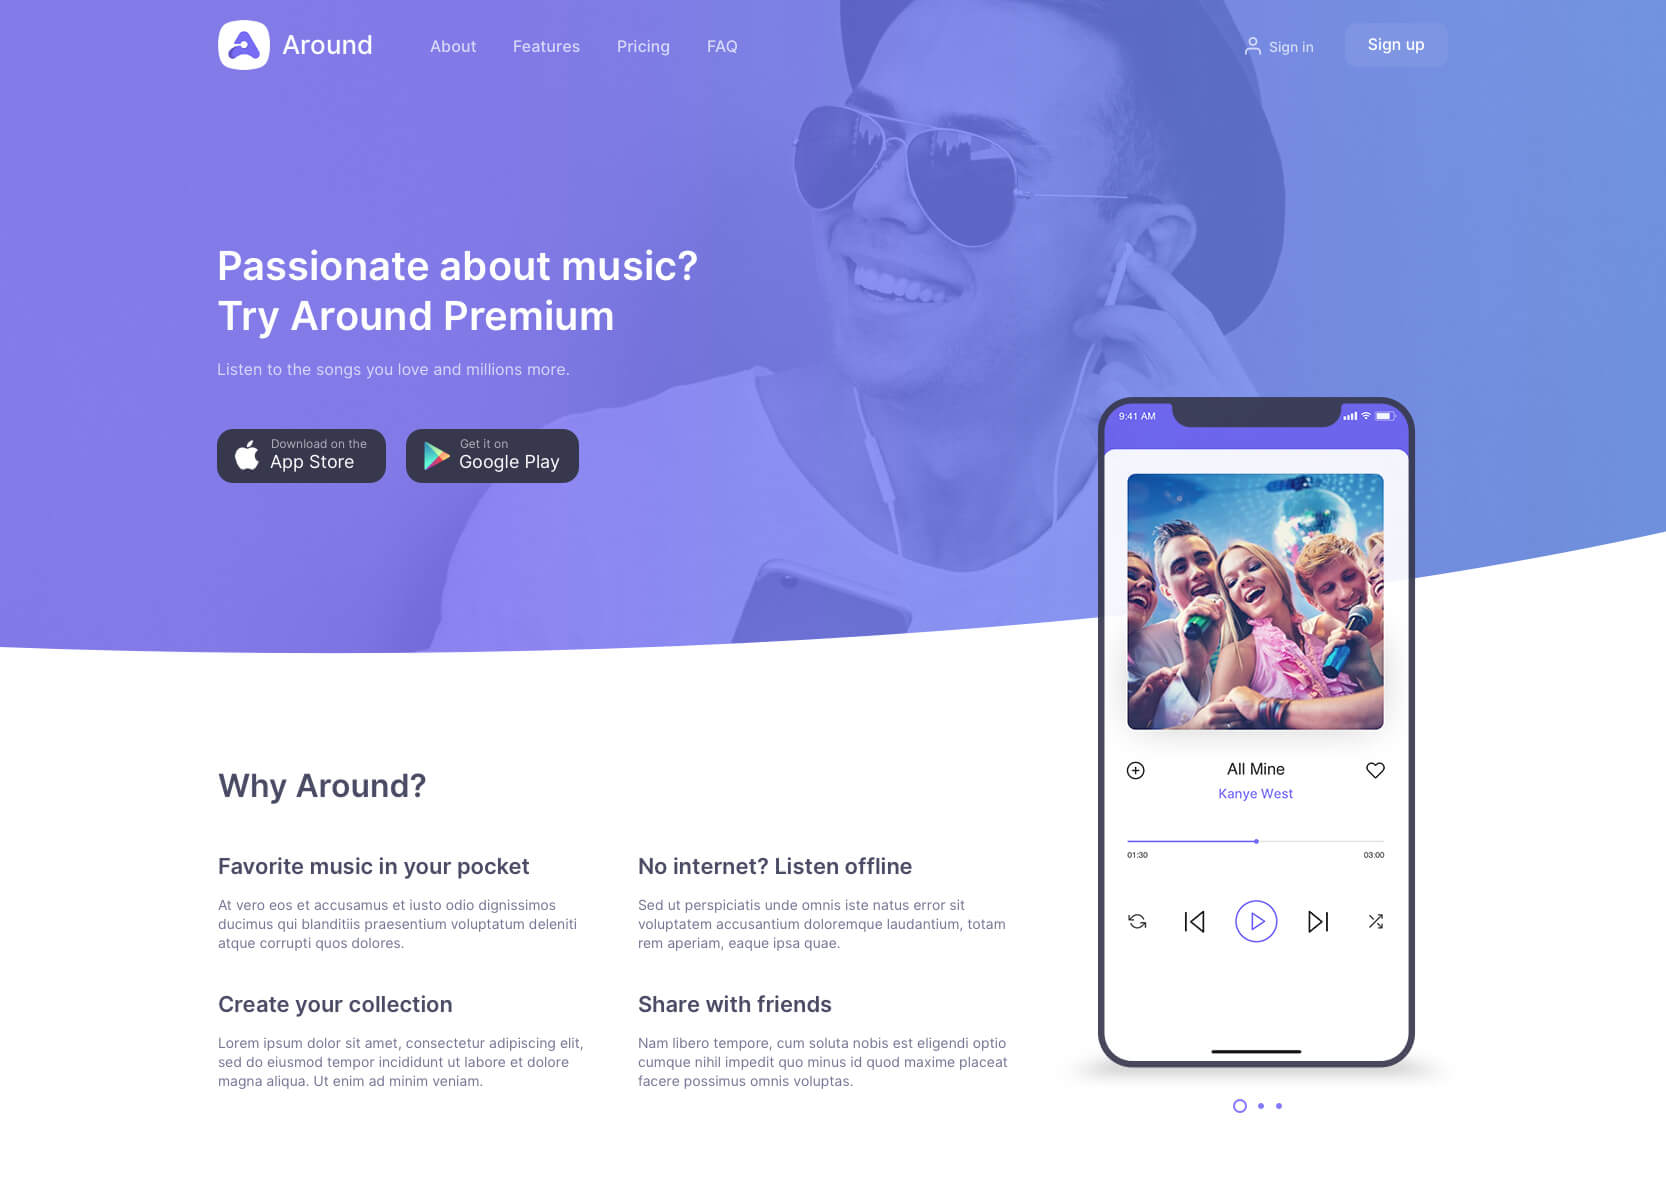 Around
About
Features
Pricing
FAQ
Sign in
Sign up
Passionate about music?
Try Around Premium
Listen to the songs you love and millions more.
Download on the
App Store
Get it on
Google Play
9:41 AM
All Mine
Kanye West
01:30
03:00
Why Around?
Favorite music in your pocket
At vero eos et accusamus et iusto odio dignissimos
ducimus qui blanditiis praesentium voluptatum deleniti
atque corrupti quos dolores.
No internet? Listen offline
Sed ut perspiciatis unde omnis iste natus error sit
voluptatem accusantium doloremque laudantium, totam
rem aperiam, eaque ipsa quae.
Create your collection
Lorem ipsum dolor sit amet, consectetur adipiscing elit,
sed do eiusmod tempor incididunt ut labore et dolore
magna aliqua. Ut enim ad minim veniam.
Share with friends
Nam libero tempore, cum soluta nobis est eligendi optio
cumque nihil impedit quo minus id quod maxime placeat
facere possimus omnis voluptas.